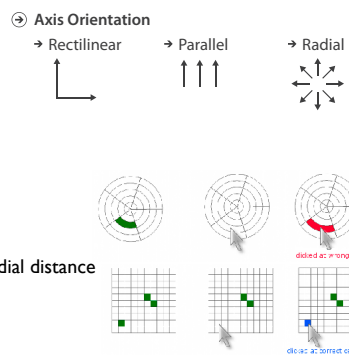 Axis Orientation
Rectilinear
Parallel
Radial
clicked at wrong
dial distance
clicked at correct